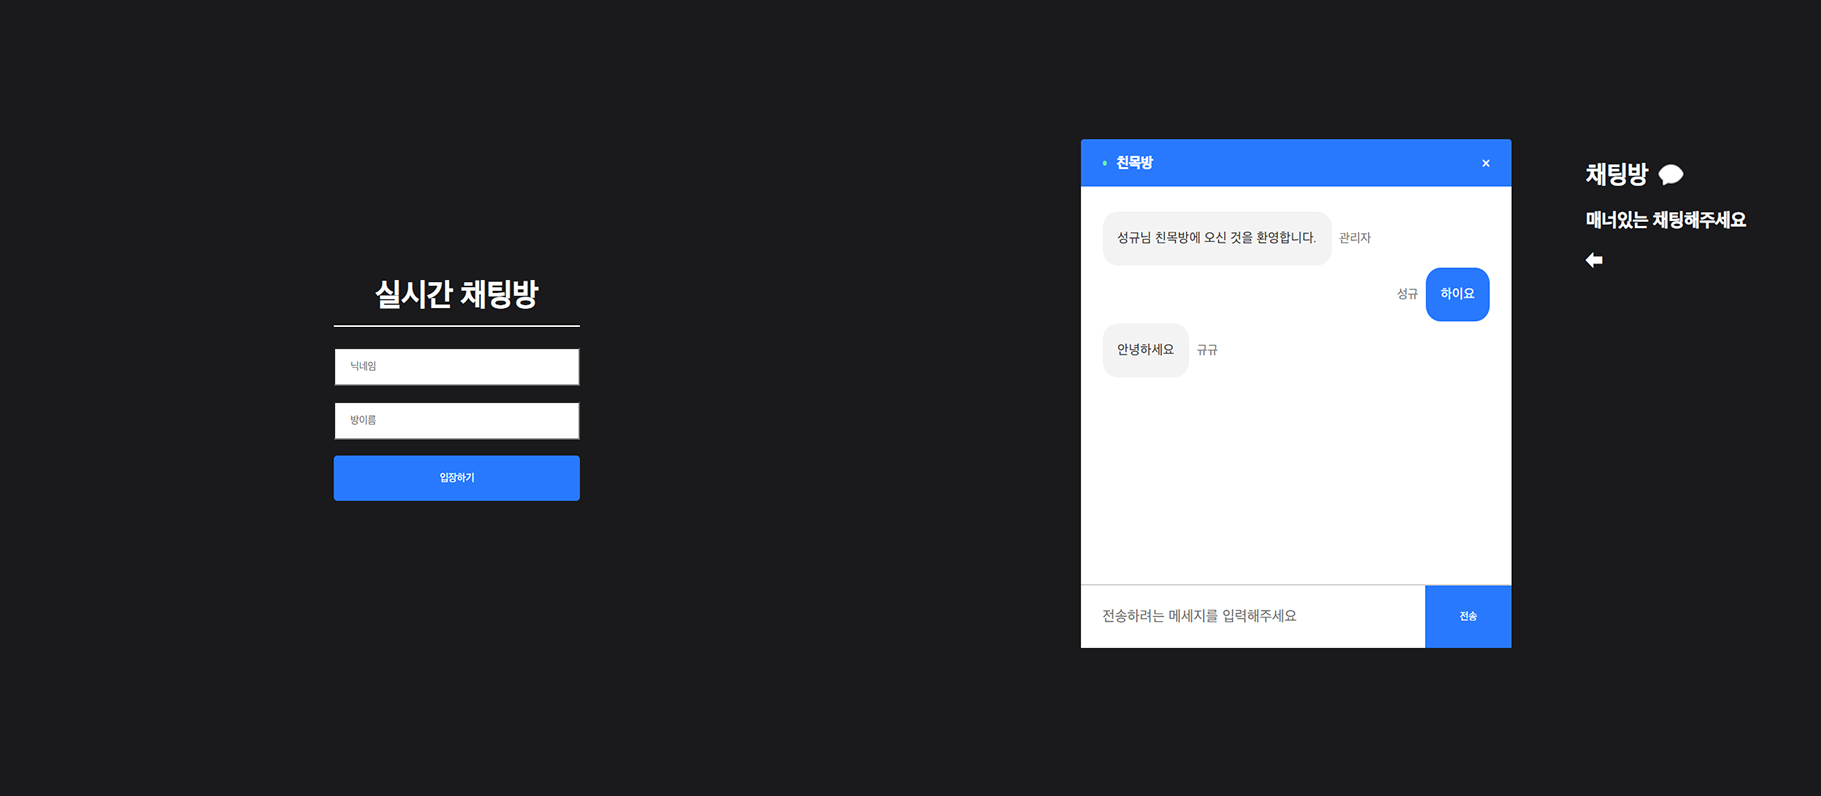 실시간 채팅방
닉네임
방이름
입장하기
친목방
성규님 친목방에 오신 것을 환영합니다.
관리자
성규
하이요
안녕하세요
규규
전송하려는 메세지를 입력해주세요
전송
채팅방
매너있는 채팅해주세요